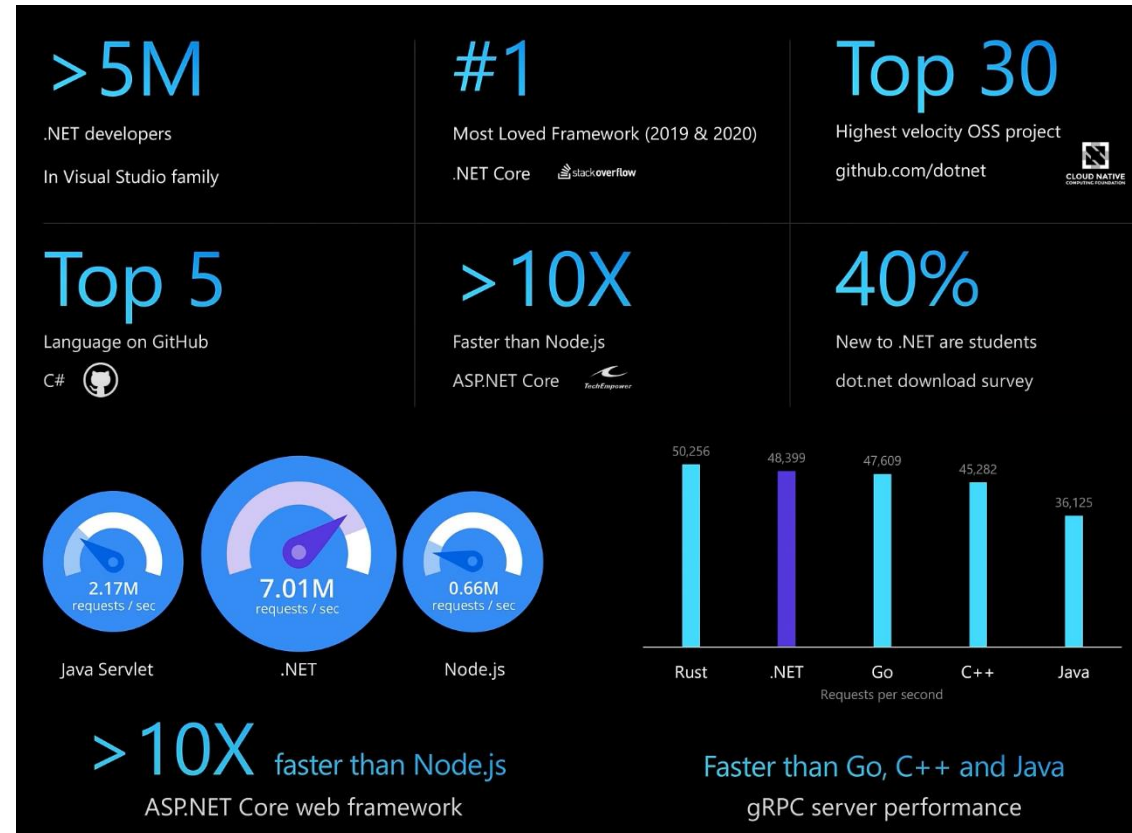 >5M
.NET developers
In Visual Studio family
#1
Most Loved Framework (2019 & 2020)
.NET Core stackoverflow
Top 30
Highest velocity OSS project
github.com/dotnet
CLOUD NATIVE
COMPUTING FOUNDATION
Top 5
Language on GitHub
C#
>10X
Faster than Node.js
ASP.NET Core TechEmpower
40%
New to .NET are students
dot.net download survey
2.17M
requests / sec
Java Servlet
7.01M
requests / sec
.NET
0.66M
requests / sec
Node.js
>10X faster than Node.js
ASP.NET Core web framework
50,256
48,399
47,609
45,282
36,125
Rust .NET Go C++ Java
Requests per second
Faster than Go, C++ and Java
gRPC server performance